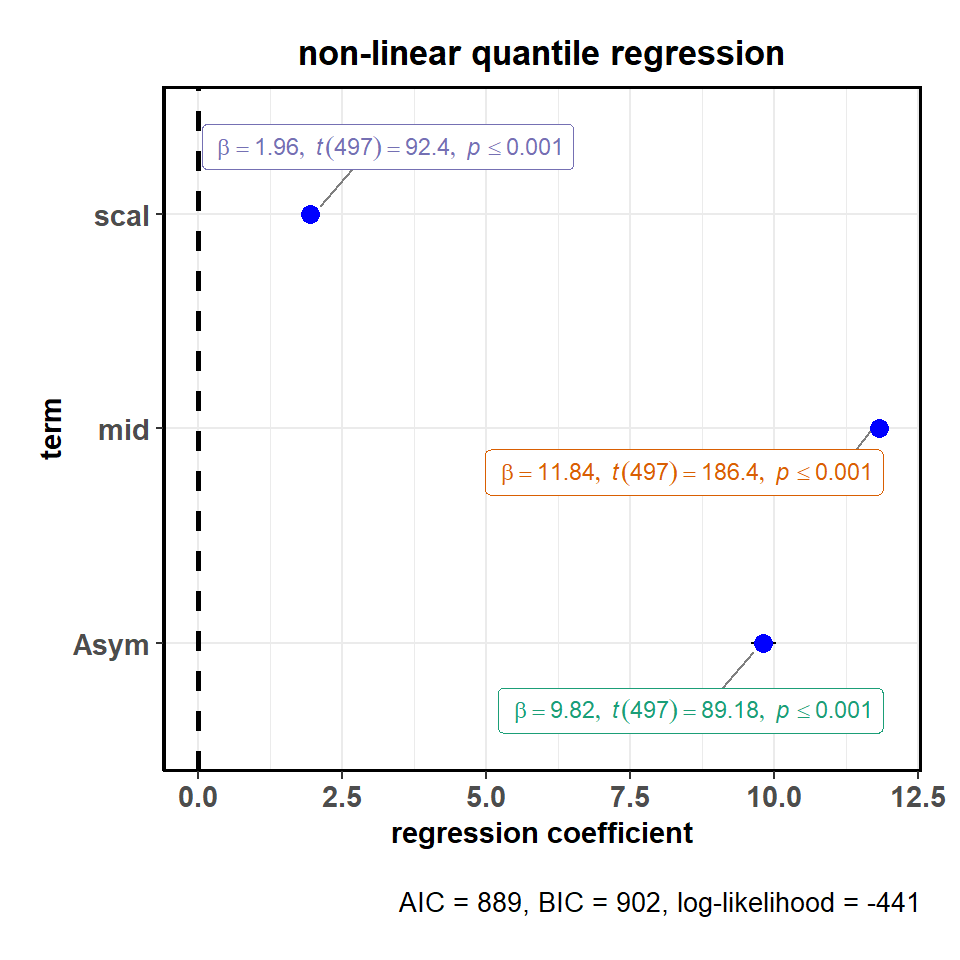 non-linear quantile regression
β = 1.96, t(497) = 92.4, p ≤ 0.001
scal
mid
β = 11.84, t(497) = 186.4, p ≤ 0.001
term
Asym
β = 9.82, t(497) = 89.18, p ≤ 0.001
0.0 2.5 5.0 7.5 10.0 12.5
regression coefficient
AIC = 889, BIC = 902, log-likelihood = -441